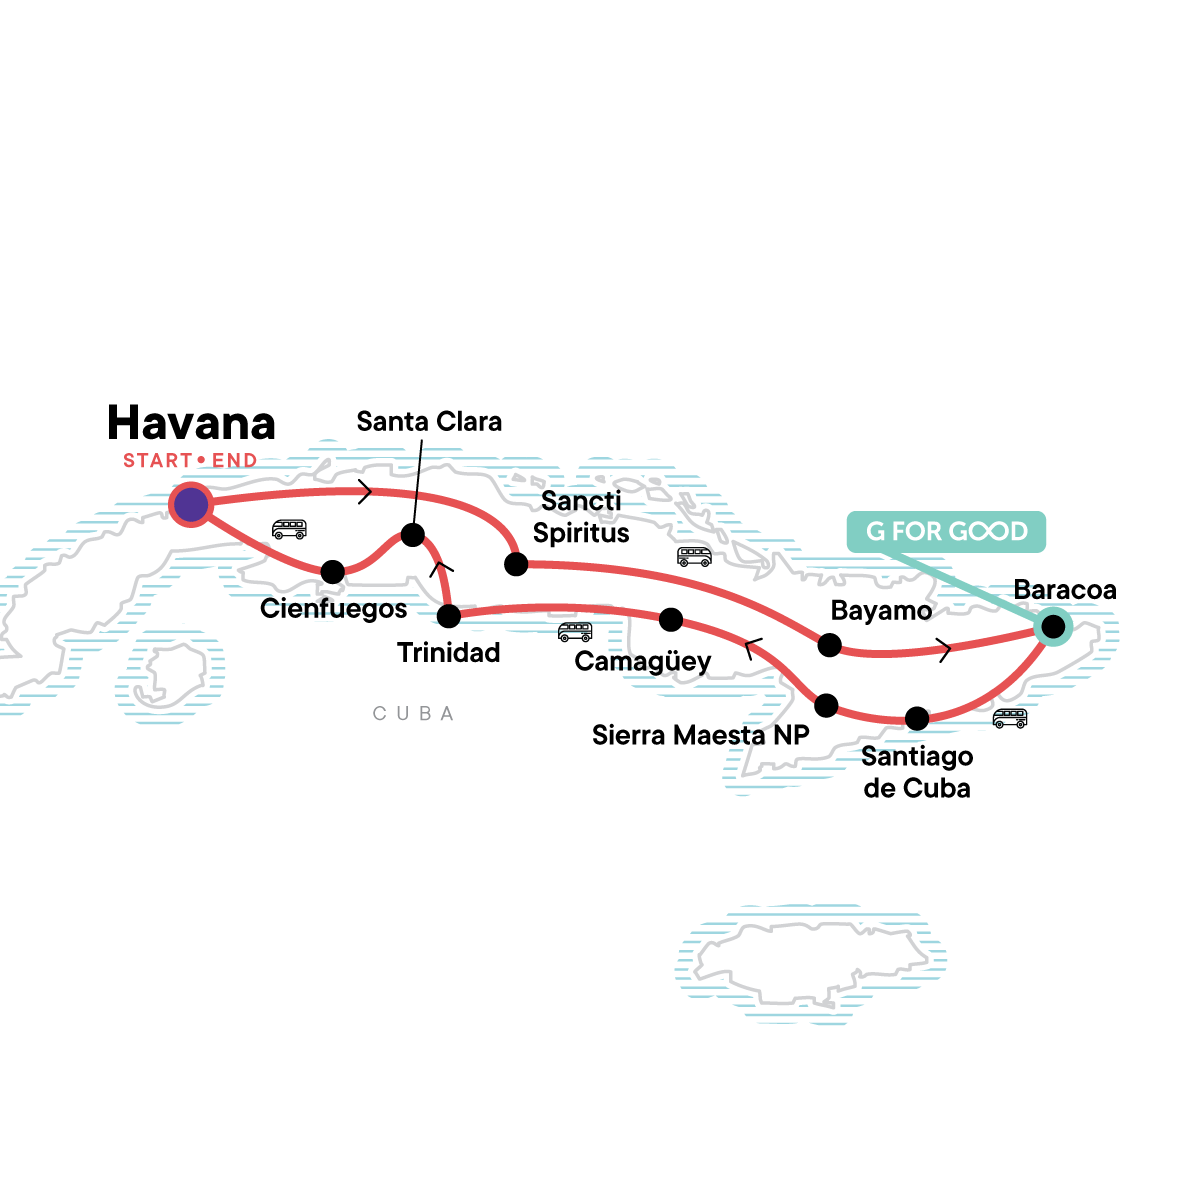 Havana
START • END
Santa Clara
Sancti
Spiritus
G FOR GOOD
Baracoa
Bayamo
Cienfuegos
Trinidad
Camagüey
CUBA
Sierra Maesta NP
Santiago
de Cuba